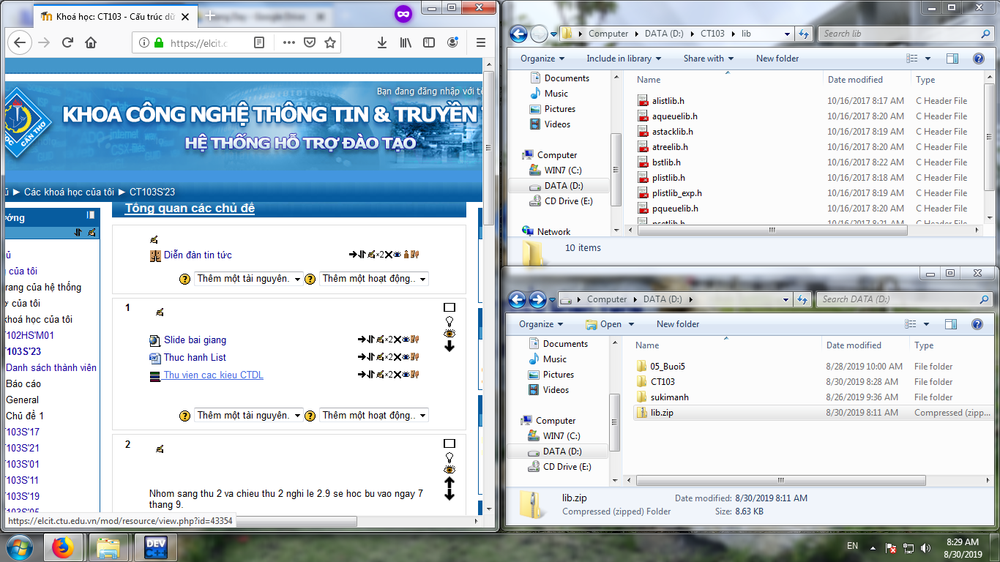 Khoá học: CT103 - Cấu trúc dữ
https://elcit.c
Bạn đang đăng nhập với tê
KHOA CÔNG NGHỆ THÔNG TIN & TRUYỀN T
HỆ THỐNG HỖ TRỢ ĐÀO TẠO
CẦN THƠ
ủ ► Các khoá học của tôi ► CT103S'23
ướng
ủ
g của tôi
rang của hệ thống
ơ của tôi
khoá học của tôi
T102HS'M01
T103S'23
Danh sách thành viên
Báo cáo
General
Chủ đề 1
T103S'17
T103S'21
T103S'01
T103S'11
T103S'19
T103S'05
Tổng quan các chủ đề
Diễn đàn tin tức
×2
Thêm một tài nguyên.
Thêm một hoạt động..
1
Slide bai giang
×2
Thuc hanh List
×2
Thu vien cac kieu CTDL
×2
Thêm một tài nguyên.
Thêm một hoạt động..
2
Nhom sang thu 2 va chieu thu 2 nghi le 2.9 se hoc bu vao ngay 7
thang 9.
https://elcit.ctu.edu.vn/mod/resource/view.php?id=43354
Computer DATA (D:) CT103 lib
Search lib
Organize Include in library Share with New folder
Documents
Music
Pictures
Videos
Computer
WIN7 (C:)
DATA (D:)
CD Drive (E:)
Network
Name Date modified Type
alistlib.h 10/16/2017 8:17 AM C Header File
aqueuelib.h 10/16/2017 8:20 AM C Header File
astacklib.h 10/16/2017 8:19 AM C Header File
atreelib.h 10/16/2017 8:20 AM C Header File
bstlib.h 10/16/2017 8:22 AM C Header File
plistlib.h 10/16/2017 8:18 AM C Header File
plistlib_exp.h 10/16/2017 8:19 AM C Header File
pqueuelib.h 10/16/2017 8:20 AM C Header File
psetlib.h 10/16/2017 8:21 AM C Header File
10 items
Computer DATA (D:)
Search DATA (D:)
Organize Open New folder
Documents
Music
Pictures
Videos
Computer
WIN7 (C:)
DATA (D:)
CD Drive (E:)
Name Date modified Type
05_Buoi5 8/28/2019 10:00 AM File folder
CT103 8/30/2019 8:28 AM File folder
sukimanh 8/26/2019 9:36 AM File folder
lib.zip 8/30/2019 8:11 AM Compressed (zipp...
lib.zip Date modified: 8/30/2019 8:11 AM
Compressed (zipped) Folder Size: 8.63 KB
DEV
C++
EN
8:29 AM
8/30/2019